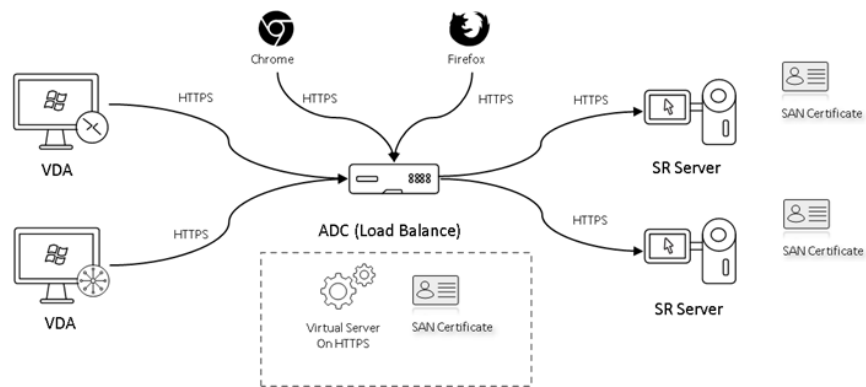 Chrome
Firefox
HTTPS
HTTPS
HTTPS
HTTPS
SAN Certificate
VDA
SR Server
HTTPS
HTTPS
ADC (Load Balance)
SAN Certificate
VDA
Virtual Server
On HTTPS
SAN Certificate
SR Server